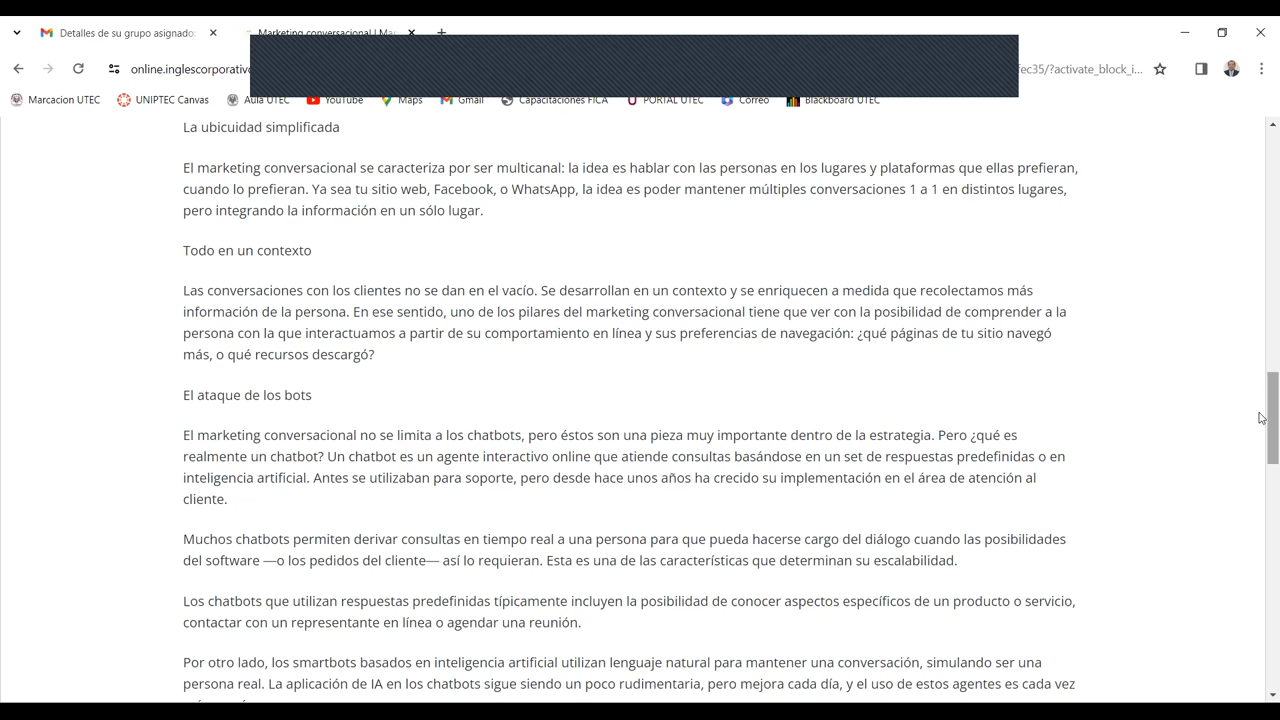 Detalles de su grupo asignado
Marketing conversacional | Ma
online.inglescorporativo
fec35/?activate_block_i...
Marcacion UTEC
UNIPTEC Canvas
Aula UTEC
YouTube
Maps
Gmail
Capacitaciones FICA
PORTAL UTEC
Correo
Blackboard UTEC
La ubicuidad simplificada
El marketing conversacional se caracteriza por ser multicanal: la idea es hablar con las personas en los lugares y plataformas que ellas prefieran,
cuando lo prefieran. Ya sea tu sitio web, Facebook, o WhatsApp, la idea es poder mantener múltiples conversaciones 1 a 1 en distintos lugares,
pero integrando la información en un sólo lugar.
Todo en un contexto
Las conversaciones con los clientes no se dan en el vacío. Se desarrollan en un contexto y se enriquecen a medida que recolectamos más
información de la persona. En ese sentido, uno de los pilares del marketing conversacional tiene que ver con la posibilidad de comprender a la
persona con la que interactuamos a partir de su comportamiento en línea y sus preferencias de navegación: ¿qué páginas de tu sitio navegó
más, o qué recursos descargó?
El ataque de los bots
El marketing conversacional no se limita a los chatbots, pero éstos son una pieza muy importante dentro de la estrategia. Pero ¿qué es
realmente un chatbot? Un chatbot es un agente interactivo online que atiende consultas basándose en un set de respuestas predefinidas o en
inteligencia artificial. Antes se utilizaban para soporte, pero desde hace unos años ha crecido su implementación en el área de atención al
cliente.
Muchos chatbots permiten derivar consultas en tiempo real a una persona para que pueda hacerse cargo del diálogo cuando las posibilidades
del software —o los pedidos del cliente— así lo requieran. Esta es una de las características que determinan su escalabilidad.
Los chatbots que utilizan respuestas predefinidas típicamente incluyen la posibilidad de conocer aspectos específicos de un producto o servicio,
contactar con un representante en línea o agendar una reunión.
Por otro lado, los smartbots basados en inteligencia artificial utilizan lenguaje natural para mantener una conversación, simulando ser una
persona real. La aplicación de IA en los chatbots sigue siendo un poco rudimentaria, pero mejora cada día, y el uso de estos agentes es cada vez